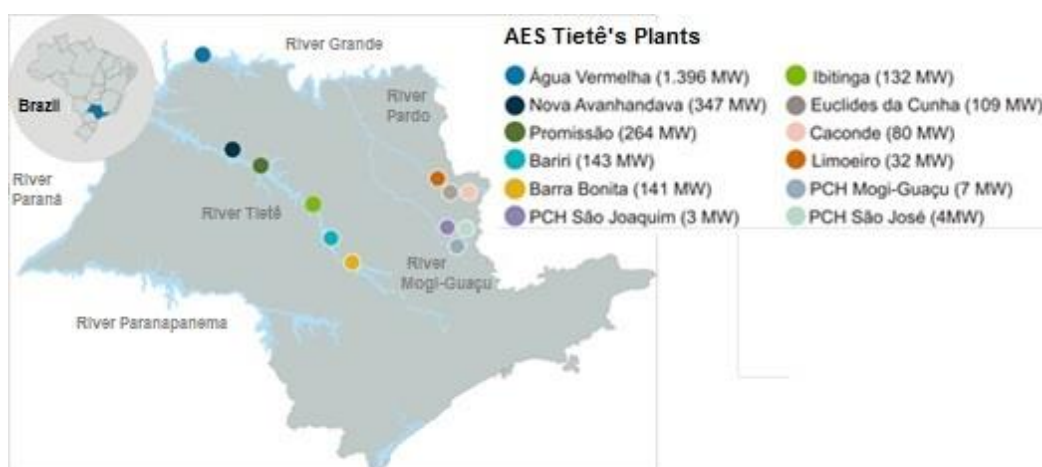 AES Tietê's Plants
River Grande
Água Vermelha (1.396 MW)
Ibitinga (132 MW)
River
Pardo
Brazil
Nova Avanhandava (347 MW)
Euclides da Cunha (109 MW)
Promissão (264 MW)
Caconde (80 MW)
Bariri (143 MW)
Limoeiro (32 MW)
River
Paraná
Barra Bonita (141 MW)
PCH Mogi-Guaçu (7 MW)
River Tietê
PCH São Joaquim (3 MW)
PCH São José (4MW)
River
Mogi-Guaçu
River Paranapanema